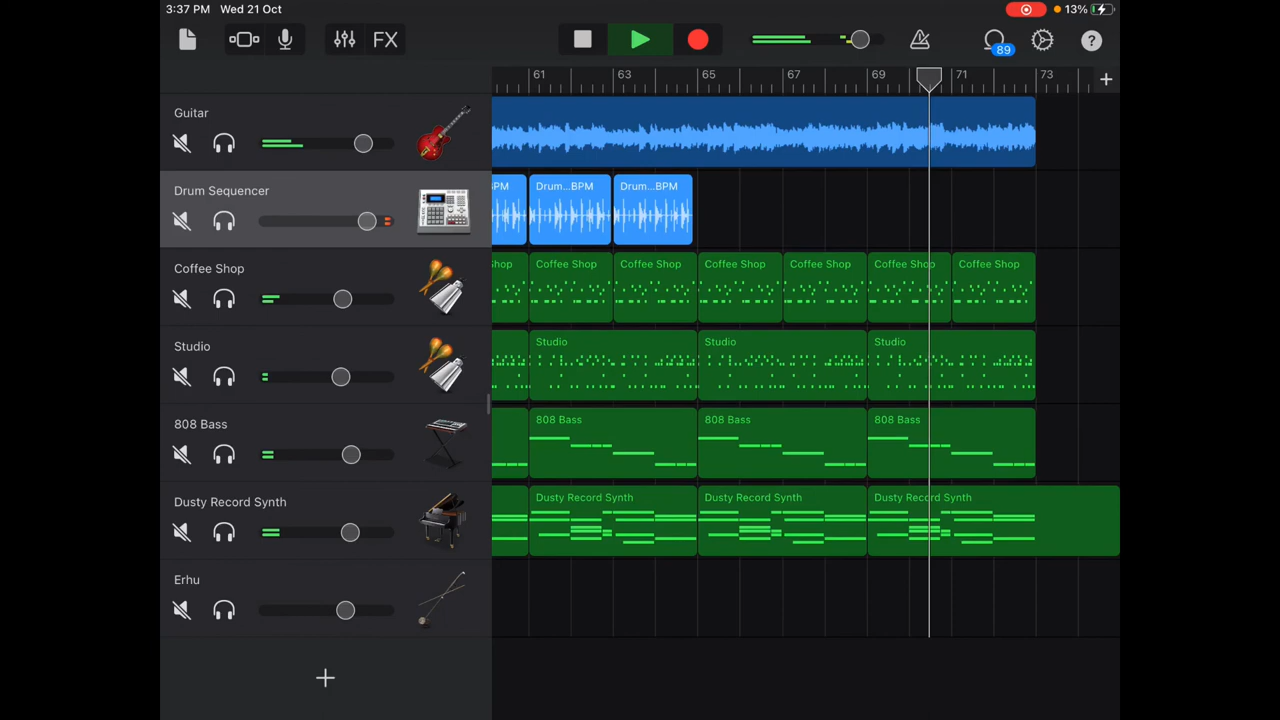 3:37 PM Wed 21 Oct
13%
FX
89
?
61 63 65 67 69 71 73
Guitar
PM Drum...BPM Drum...BPM
Drum Sequencer
hop Coffee Shop Coffee Shop Coffee Shop Coffee Shop Coffee Shop Coffee Shop
Coffee Shop
Studio Studio Studio
Studio
808 Bass 808 Bass 808 Bass
808 Bass
Dusty Record Synth Dusty Record Synth Dusty Record Synth
Dusty Record Synth
Erhu